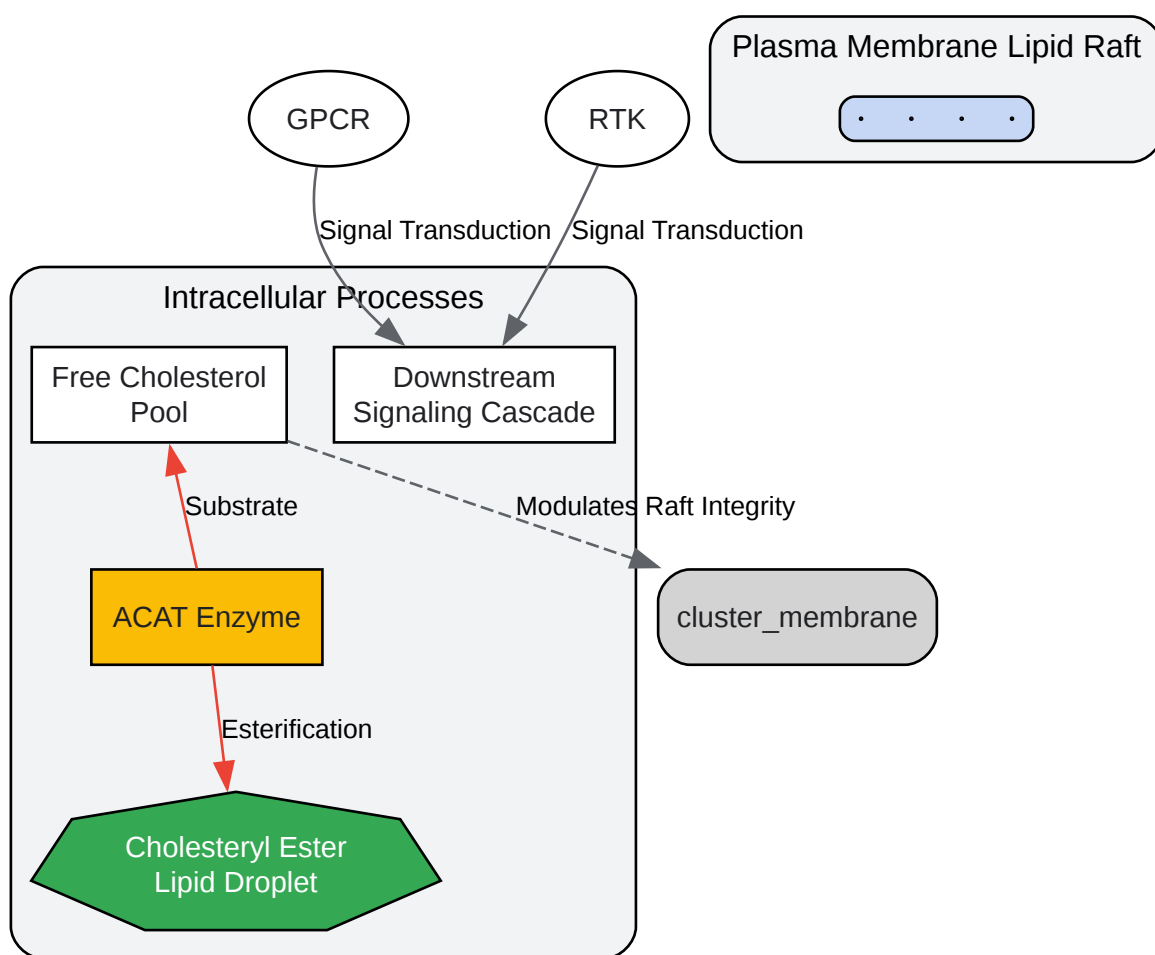 Plasma Membrane Lipid Raft
GPCR
RTK
Signal Transduction
Signal Transduction
Intracellular Processes
Free Cholesterol
Pool
Downstream
Signaling Cascade
Substrate
Modulates Raft Integrity
ACAT Enzyme
cluster_membrane
Esterification
Cholesteryl Ester
Lipid Droplet